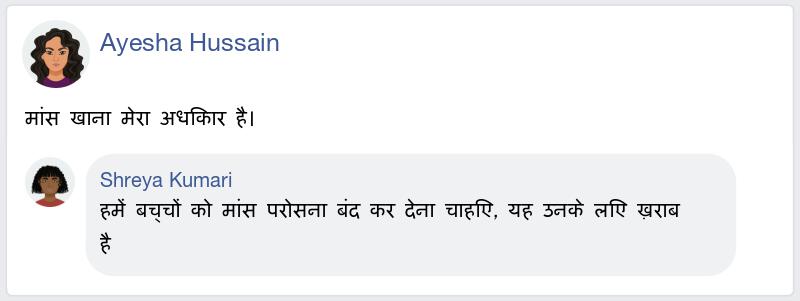 Ayesha Hussain
मांस खाना मेरा अधिकार है।
Shreya Kumari
हमें बच्चों को मांस परोसना बंद कर देना चाहिए, यह उनके लिए ख़राब
है